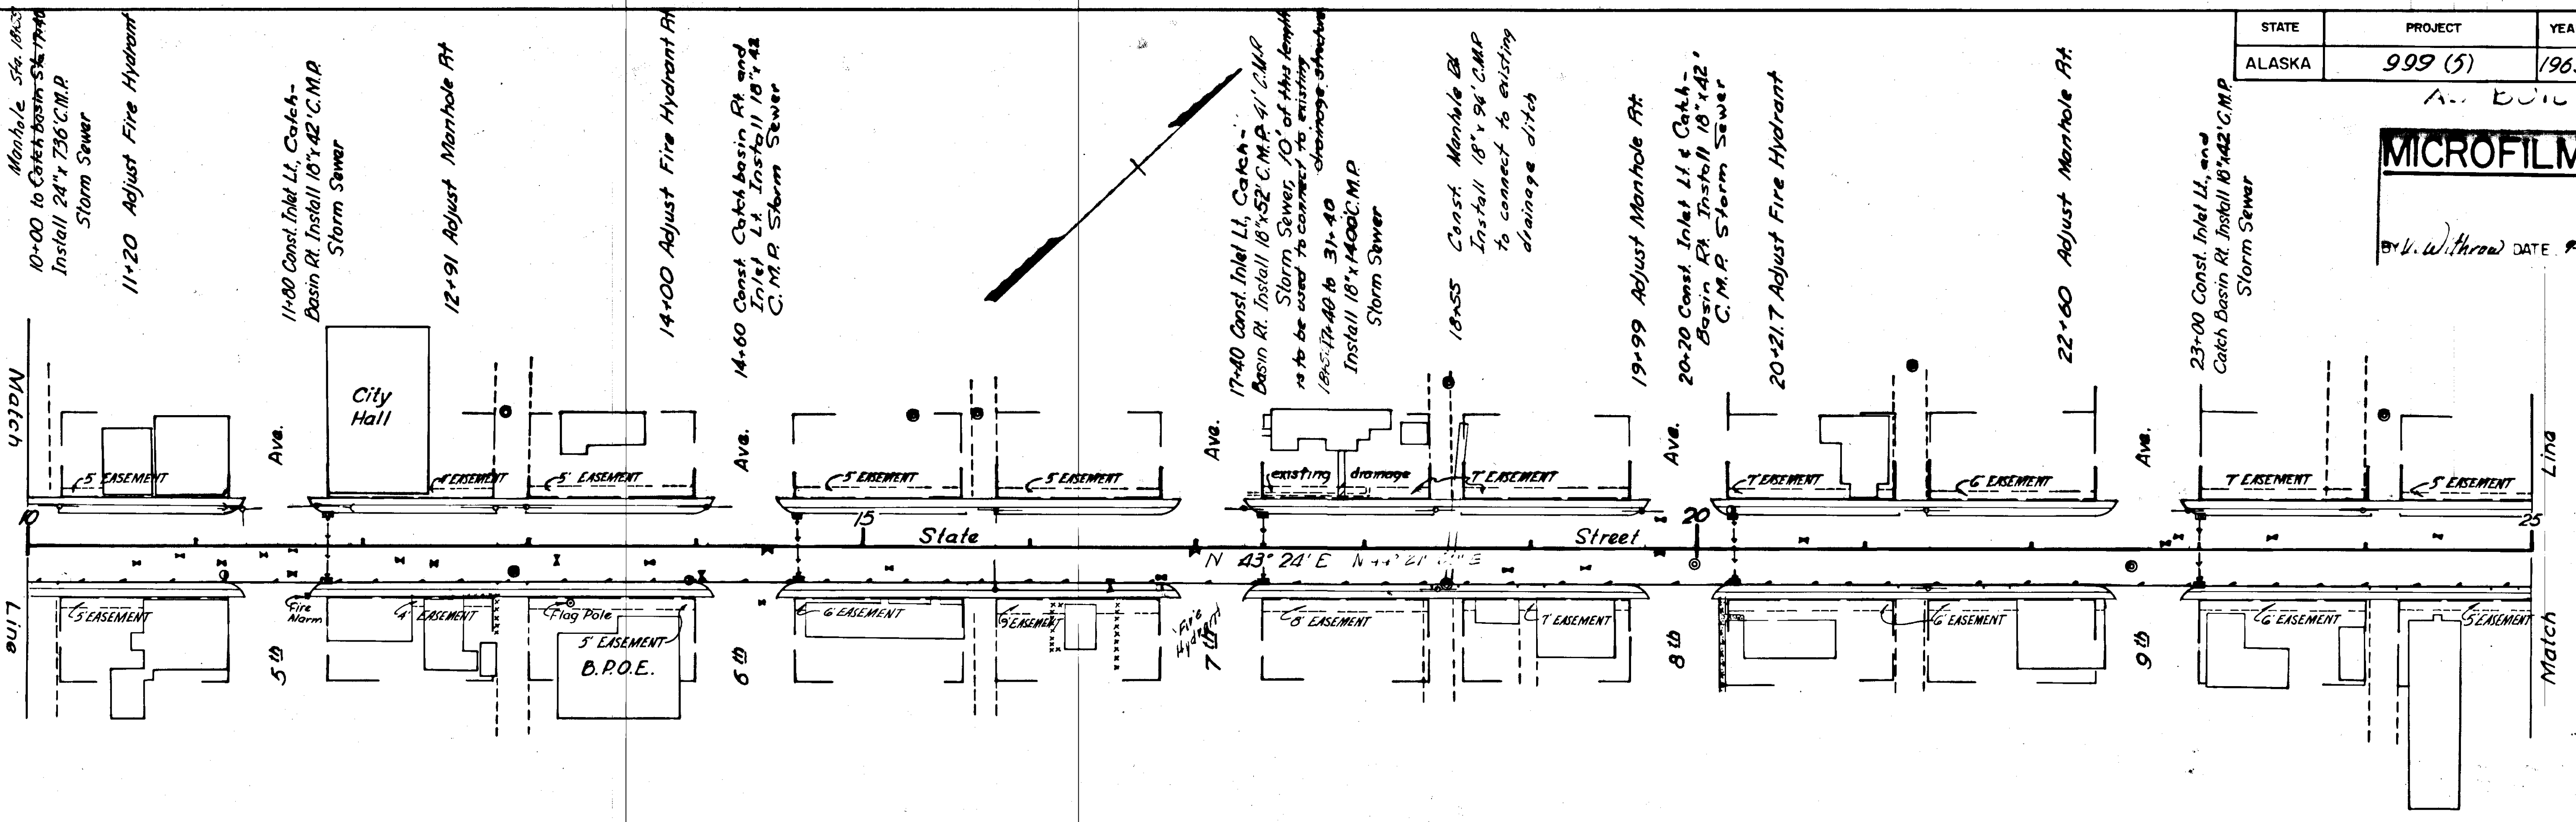 STATE PROJECT
ALASKA 999 (5)
MICROFILM
BY V. Withrow DATE
Manhole Sta. 18+55
10+00 to Catch basin Sta 17+40
Install 24" x 736' C.M.P.
Storm Sewer
11+20 Adjust Fire Hydrant
11+80 Const. Inlet Lt., Catch-
Basin Rt. Install 18" x 42' C.M.P.
Storm Sewer
12+91 Adjust Manhole Rt
14+00 Adjust Fire Hydrant Rt
14+60 Const. Catch basin Rt. and
Inlet Lt. Install 18" x 42
C.M.P. Storm Sewer
17+40 Const. Inlet Lt., Catch-
Basin Rt. Install 18" x 52' C.M.P. 41' C.M.P.
Storm Sewer, 10' of this length
is to be used to connect to existing
drainage structure
18+55 17+40 to 31+40
Install 18" x 1400' C.M.P.
Storm Sewer
18+55 Const. Manhole
Install 18" x 94' C.M.P.
to connect to existing
drainage ditch
19+99 Adjust Manhole Rt.
20+20 Const. Inlet Lt & Catch-
Basin Rt. Install 18" x 42'
C.M.P. Storm Sewer
20+21.7 Adjust Fire Hydrant
22+60 Adjust Manhole Rt.
23+00 Const. Inlet Lt., and
Catch Basin Rt. Install 18" x 42' C.M.P.
Storm Sewer
Match Line
City
Hall
Ave. Ave. Ave. Ave. Ave.
5' EASEMENT 4' EASEMENT 5' EASEMENT 5' EASEMENT 5' EASEMENT existing drainage 7' EASEMENT 7' EASEMENT 6' EASEMENT 7' EASEMENT 5' EASEMENT
10 15 20 25
State Street
N 43° 24' E
5' EASEMENT 4' EASEMENT 6' EASEMENT 9' EASEMENT 8' EASEMENT 7' EASEMENT 6' EASEMENT 6' EASEMENT 5' EASEMENT
Fire
Alarm
Flag Pole
5' EASEMENT
B.P.O.E.
Fire
Hydrant
5th 6th 7th 8th 9th
Match Line